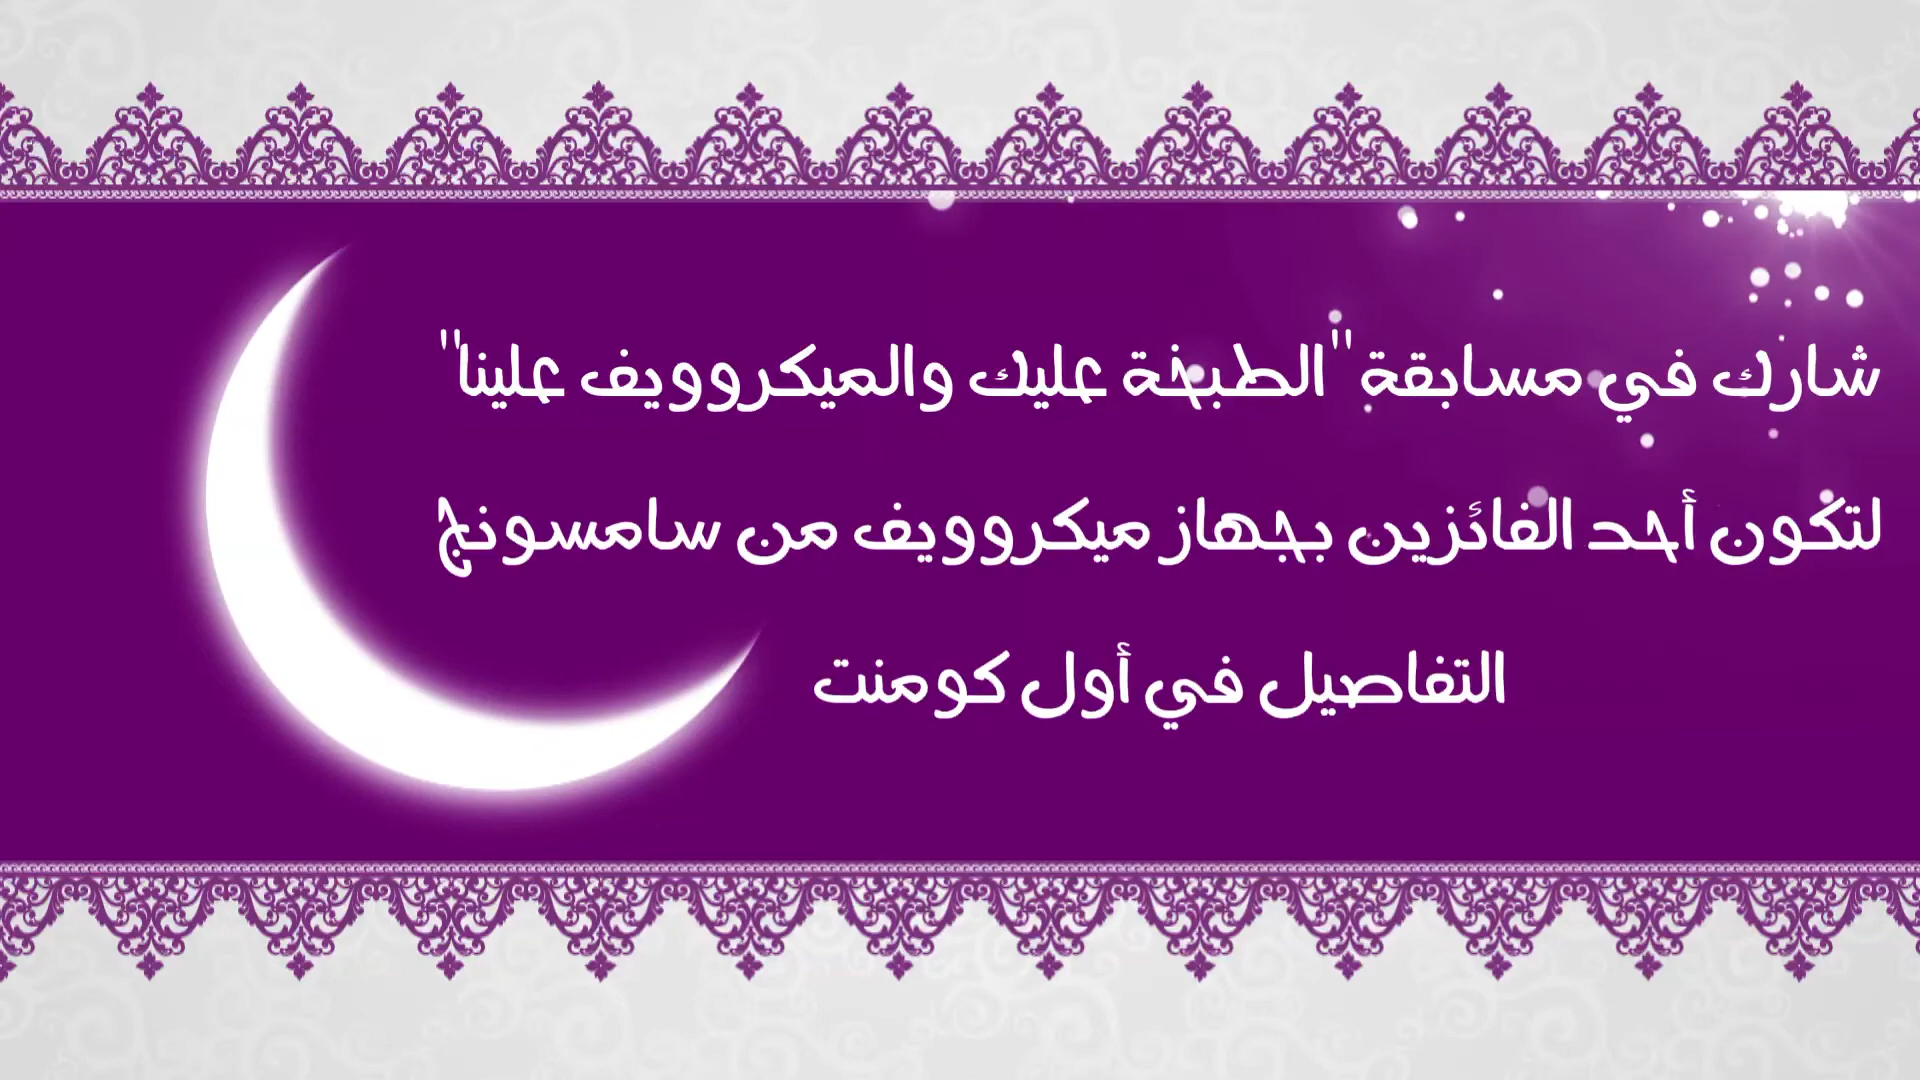 شارك في مسابقة "الطبخة عليك والميكروويف علينا"
لتكون أحد الفائزين بجهاز ميكروويف من سامسونج
التفاصيل في أول كومنت